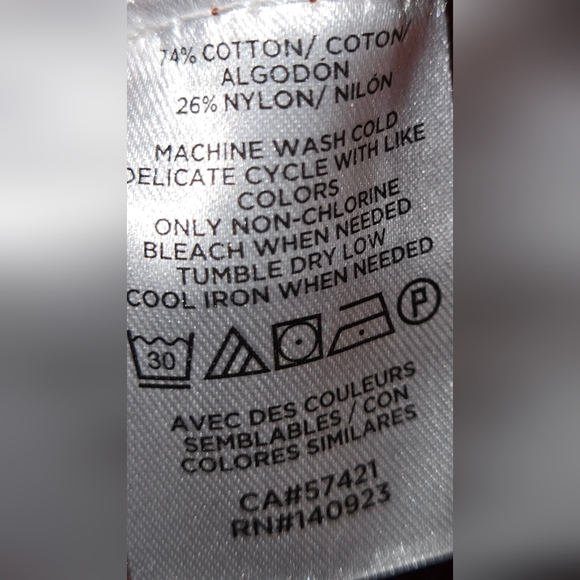 74% COTTON/ COTON/
ALGODÓN
26% NYLON/ NILÓN
MACHINE WASH COLD
DELICATE CYCLE WITH LIKE
COLORS
ONLY NON-CHLORINE
BLEACH WHEN NEEDED
TUMBLE DRY LOW
COOL IRON WHEN NEEDED
30 P
AVEC DES COULEURS
SEMBLABLES / CON
COLORES SIMILARES
CA#57421
RN#140923